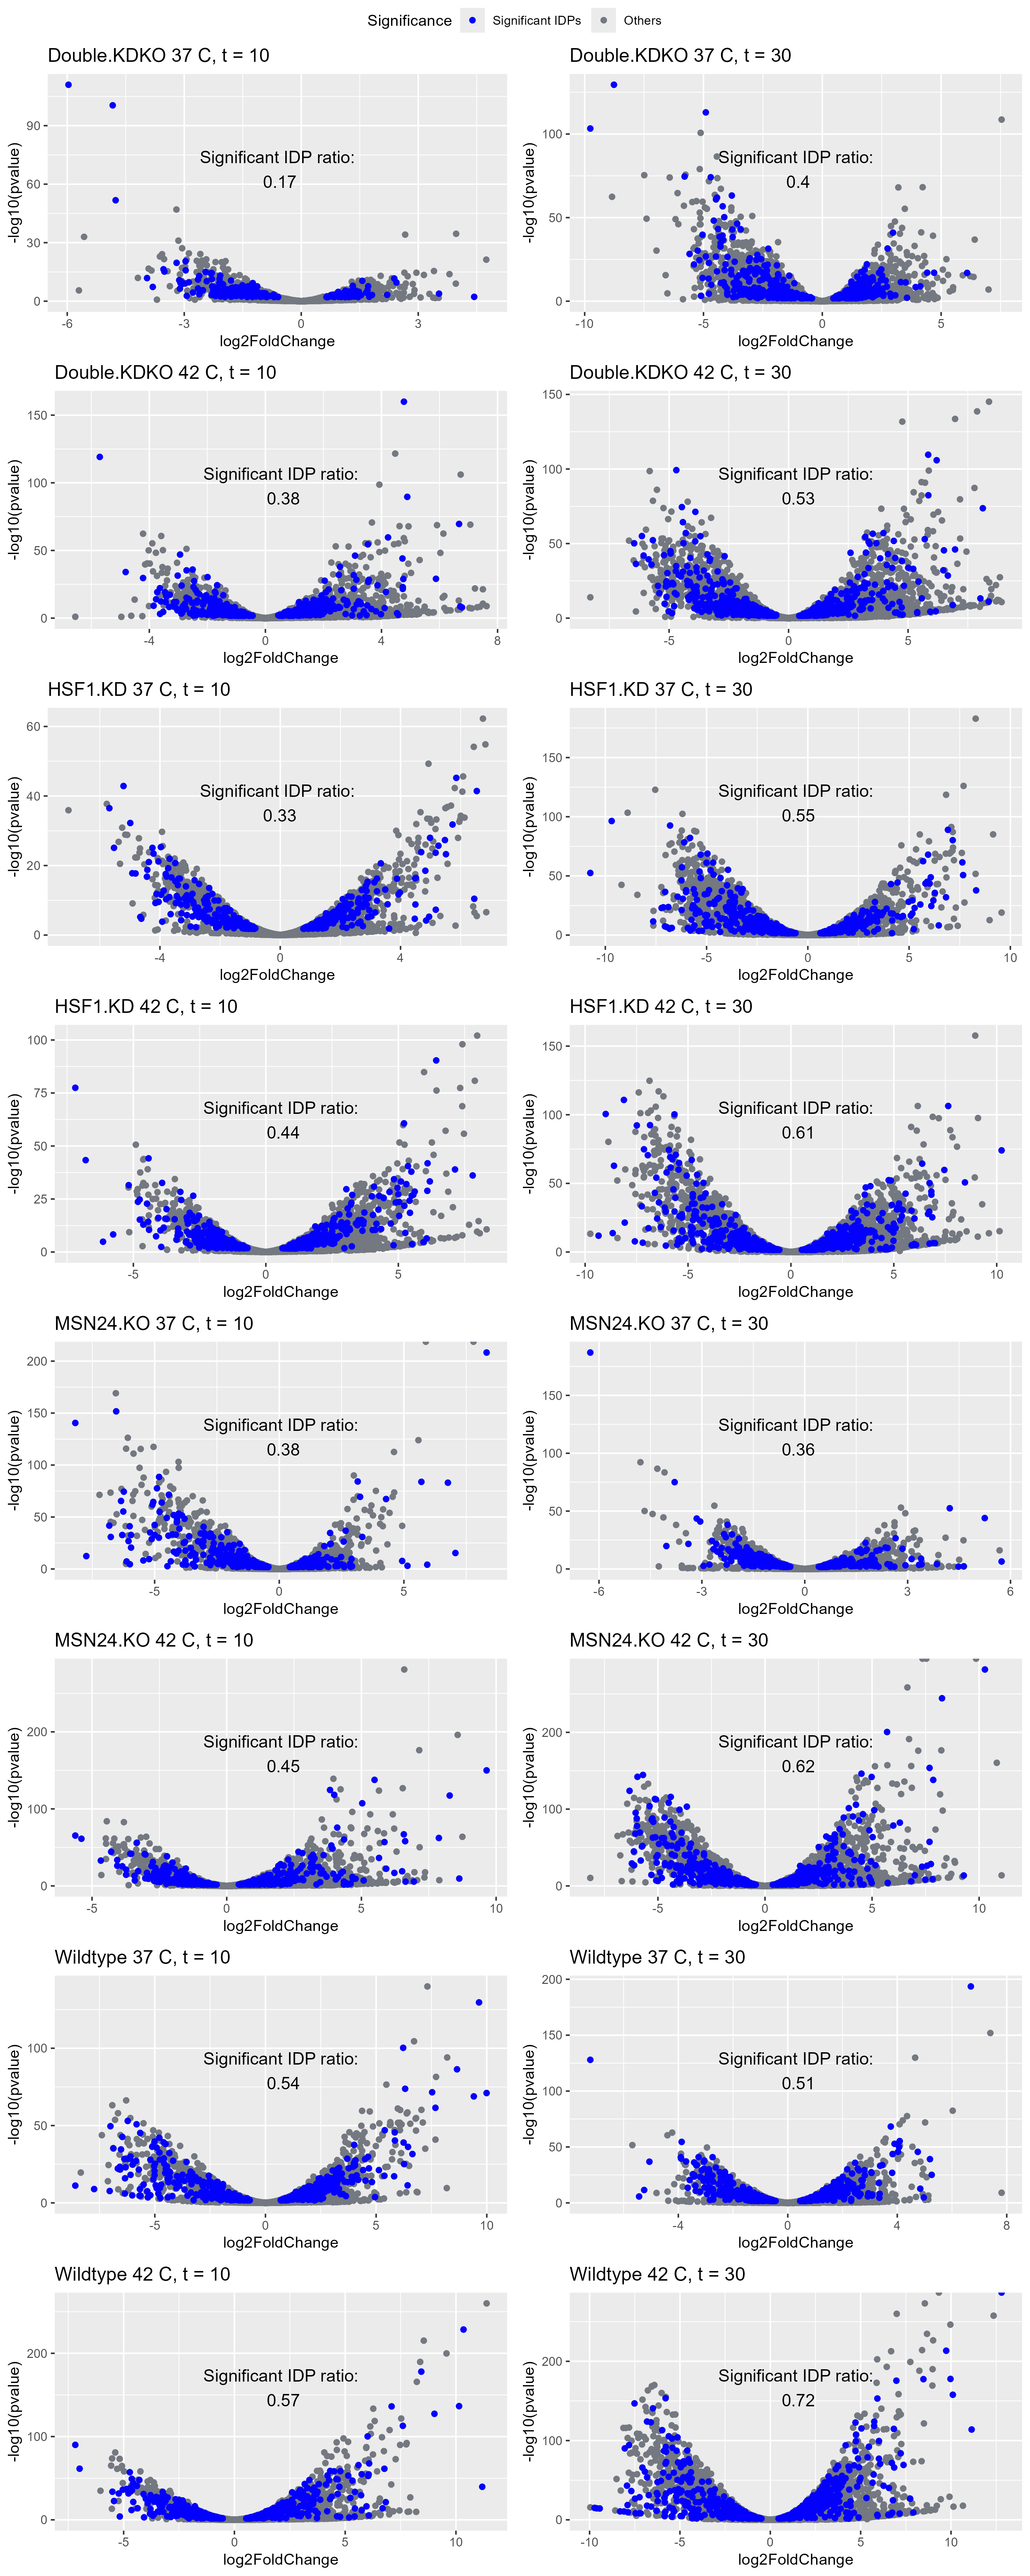 Significance Significant IDPs Others
Double.KDKO 37 C, t = 10
-log10(pvalue)
90
60
30
0
Significant IDP ratio:
0.17
-6 -3 0 3
log2FoldChange
Double.KDKO 37 C, t = 30
-log10(pvalue)
100
50
0
Significant IDP ratio:
0.4
-10 -5 0 5
log2FoldChange
Double.KDKO 42 C, t = 10
-log10(pvalue)
150
100
50
0
Significant IDP ratio:
0.38
-4 0 4 8
log2FoldChange
Double.KDKO 42 C, t = 30
-log10(pvalue)
150
100
50
0
Significant IDP ratio:
0.53
-5 0 5
log2FoldChange
HSF1.KD 37 C, t = 10
-log10(pvalue)
60
40
20
0
Significant IDP ratio:
0.33
-4 0 4
log2FoldChange
HSF1.KD 37 C, t = 30
-log10(pvalue)
150
100
50
0
Significant IDP ratio:
0.55
-10 -5 0 5 10
log2FoldChange
HSF1.KD 42 C, t = 10
-log10(pvalue)
100
75
50
25
0
Significant IDP ratio:
0.44
-5 0 5
log2FoldChange
HSF1.KD 42 C, t = 30
-log10(pvalue)
150
100
50
0
Significant IDP ratio:
0.61
-10 -5 0 5 10
log2FoldChange
MSN24.KO 37 C, t = 10
-log10(pvalue)
200
150
100
50
0
Significant IDP ratio:
0.38
-5 0 5
log2FoldChange
MSN24.KO 37 C, t = 30
-log10(pvalue)
150
100
50
0
Significant IDP ratio:
0.36
-6 -3 0 3 6
log2FoldChange
MSN24.KO 42 C, t = 10
-log10(pvalue)
200
100
0
Significant IDP ratio:
0.45
-5 0 5 10
log2FoldChange
MSN24.KO 42 C, t = 30
-log10(pvalue)
200
100
0
Significant IDP ratio:
0.62
-5 0 5 10
log2FoldChange
Wildtype 37 C, t = 10
-log10(pvalue)
100
50
0
Significant IDP ratio:
0.54
-5 0 5 10
log2FoldChange
Wildtype 37 C, t = 30
-log10(pvalue)
200
150
100
50
0
Significant IDP ratio:
0.51
-4 0 4 8
log2FoldChange
Wildtype 42 C, t = 10
-log10(pvalue)
200
100
0
Significant IDP ratio:
0.57
-5 0 5 10
log2FoldChange
Wildtype 42 C, t = 30
-log10(pvalue)
200
100
0
Significant IDP ratio:
0.72
-10 -5 0 5 10
log2FoldChange